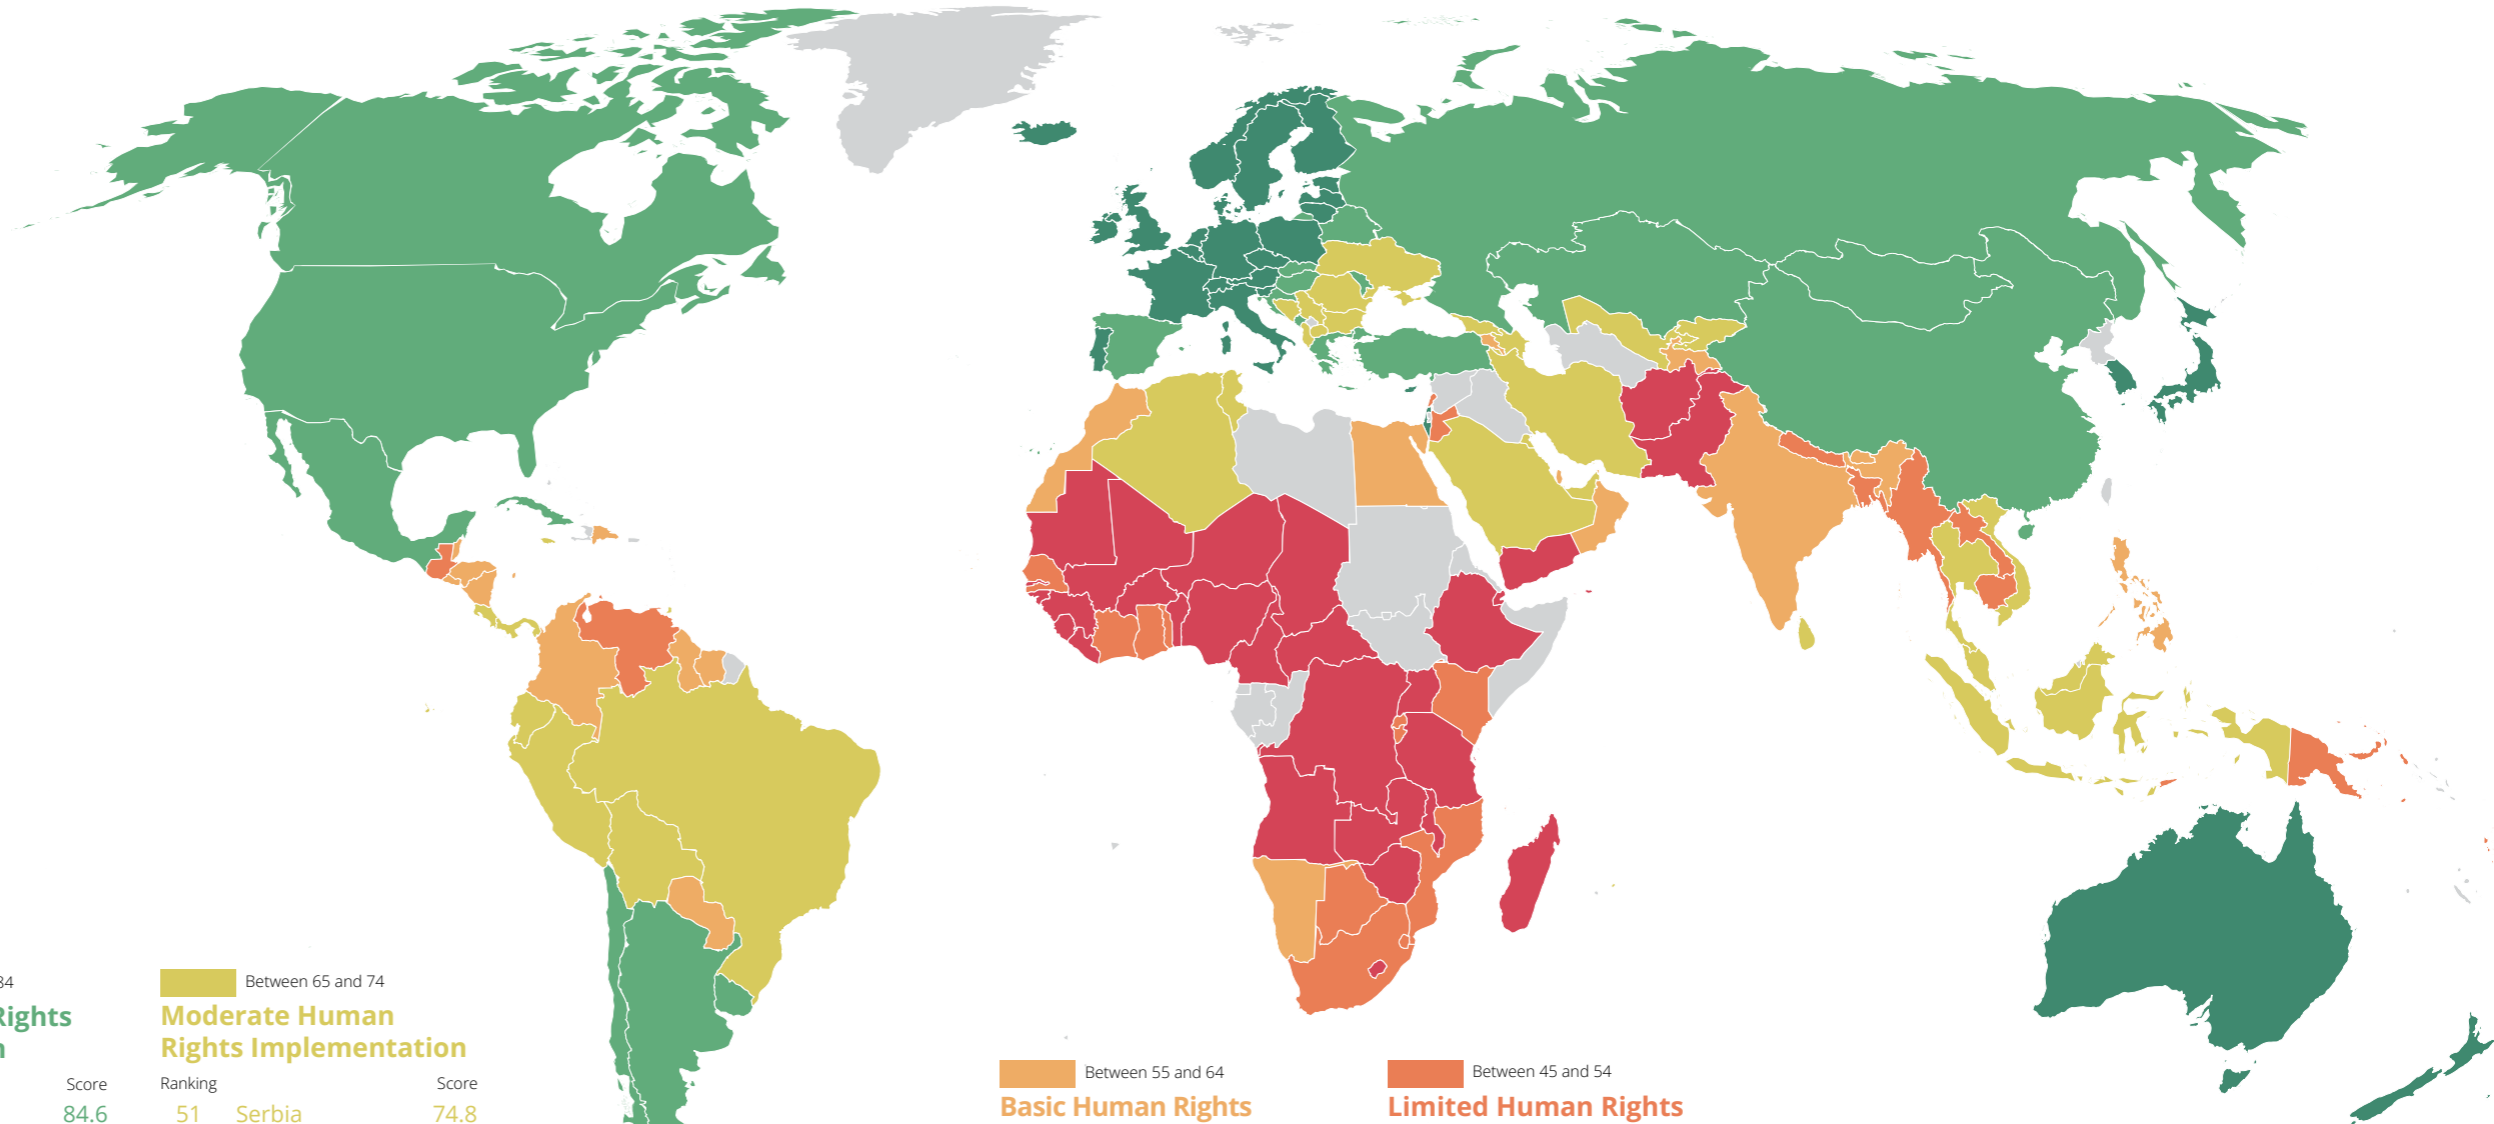 84
Rights
n
Score
84.6
Between 65 and 74
Moderate Human
Rights Implementation
Ranking Score
51 Serbia 74.8
Between 55 and 64
Basic Human Rights
Between 45 and 54
Limited Human Rights